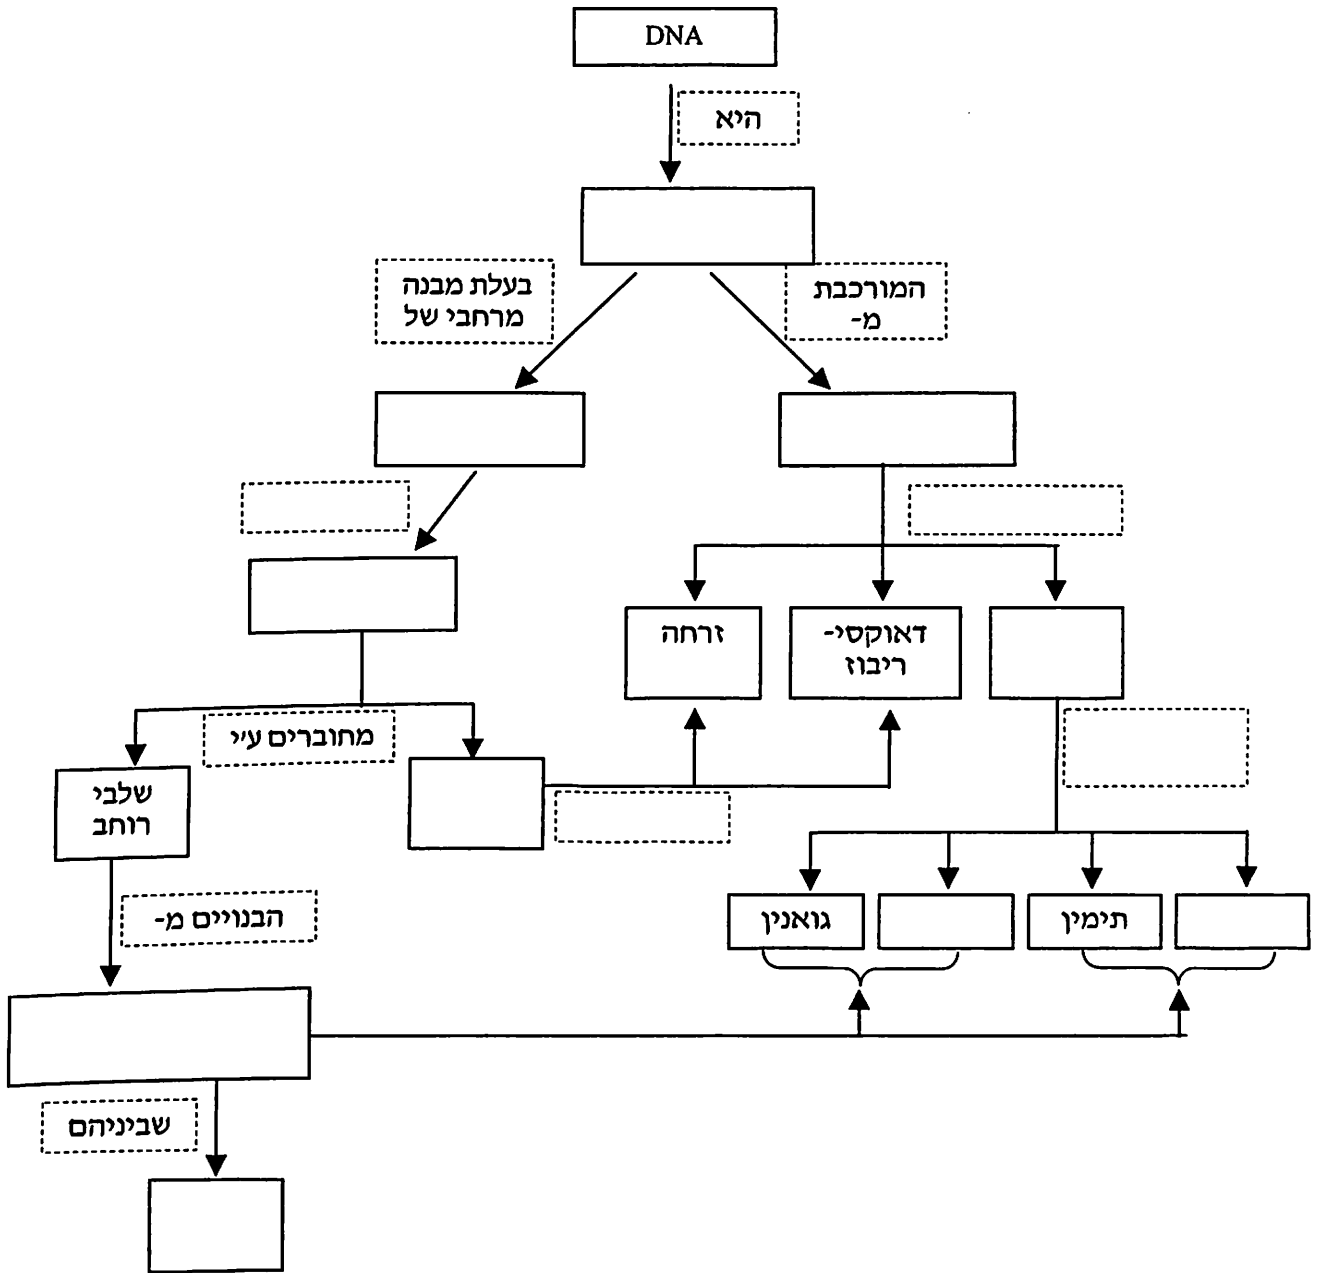 DNA
היא
בעלת מבנה
מרחבי של
המורכבת
מ-
זרחה
דאוקסי-
ריבוז
מחוברים ע״י
שלבי
רוחב
הבנויים מ-
גואנין
תימין
שביניהם